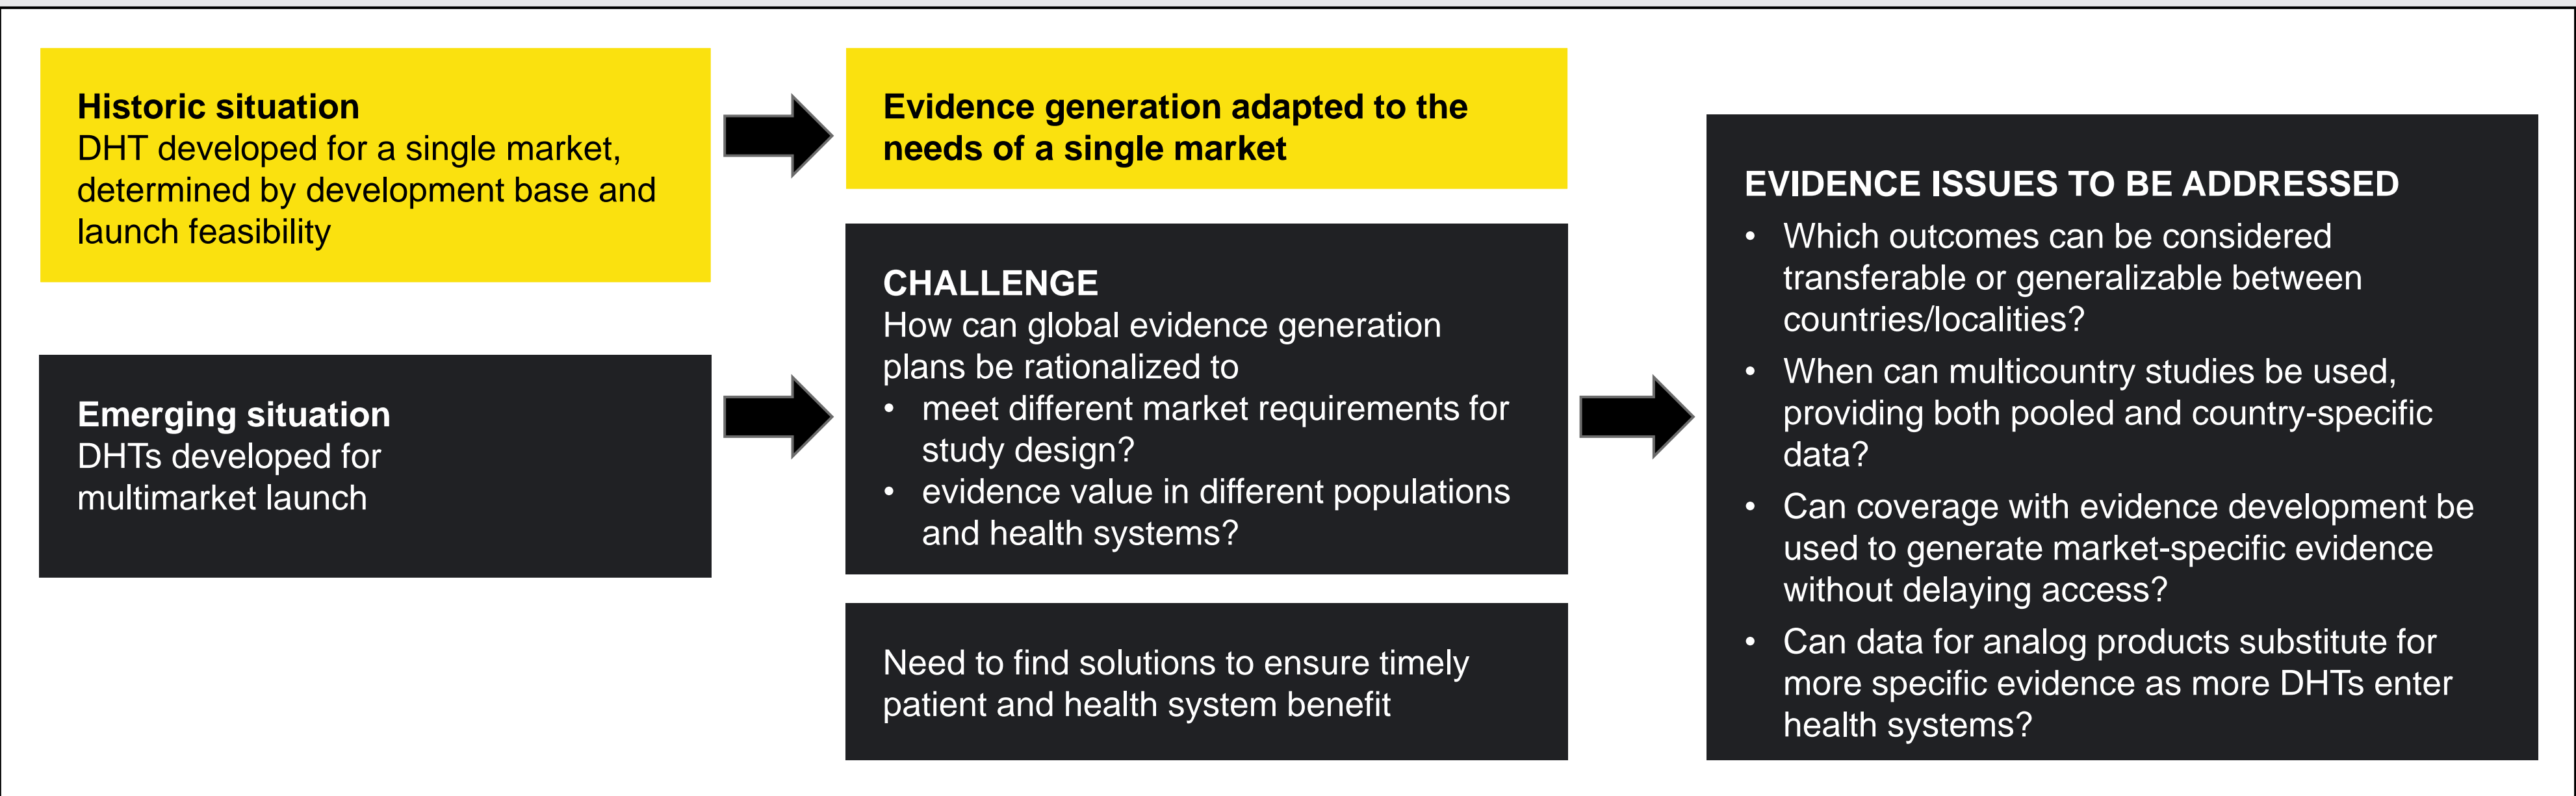 Historic situation
DHT developed for a single market,
determined by development base and
launch feasibility
Evidence generation adapted to the
needs of a single market
Emerging situation
DHTs developed for
multimarket launch
CHALLENGE
How can global evidence generation
plans be rationalized to
• meet different market requirements for
study design?
• evidence value in different populations
and health systems?
Need to find solutions to ensure timely
patient and health system benefit
EVIDENCE ISSUES TO BE ADDRESSED
• Which outcomes can be considered
transferable or generalizable between
countries/localities?
• When can multicountry studies be used,
providing both pooled and country-specific
data?
• Can coverage with evidence development be
used to generate market-specific evidence
without delaying access?
• Can data for analog products substitute for
more specific evidence as more DHTs enter
health systems?